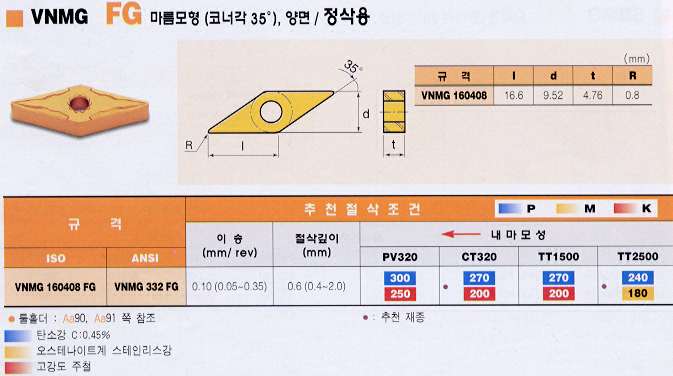 VNMG FG 마름모형 (코너각 35°), 양면 / 정삭용
(mm)
규 격 l d t R
VNMG 160408 16.6 9.52 4.76 0.8
35°
d
R
l
t
규 격 추 천 절 삭 조 건 P M K
이 송 (mm/ rev) 절삭깊이 (mm) 내 마 모 성
ISO ANSI PV320 CT320 TT1500 TT2500
VNMG 160408 FG VNMG 332 FG 0.10 (0.05~0.35) 0.6 (0.4~2.0) 300 • 270 270 • 240
250 200 200 180
• 툴홀더 : Aa90, Aa91 쪽 참조
• : 추천 재종
탄소강 C:0.45%
오스테나이트계 스테인리스강
고강도 주철